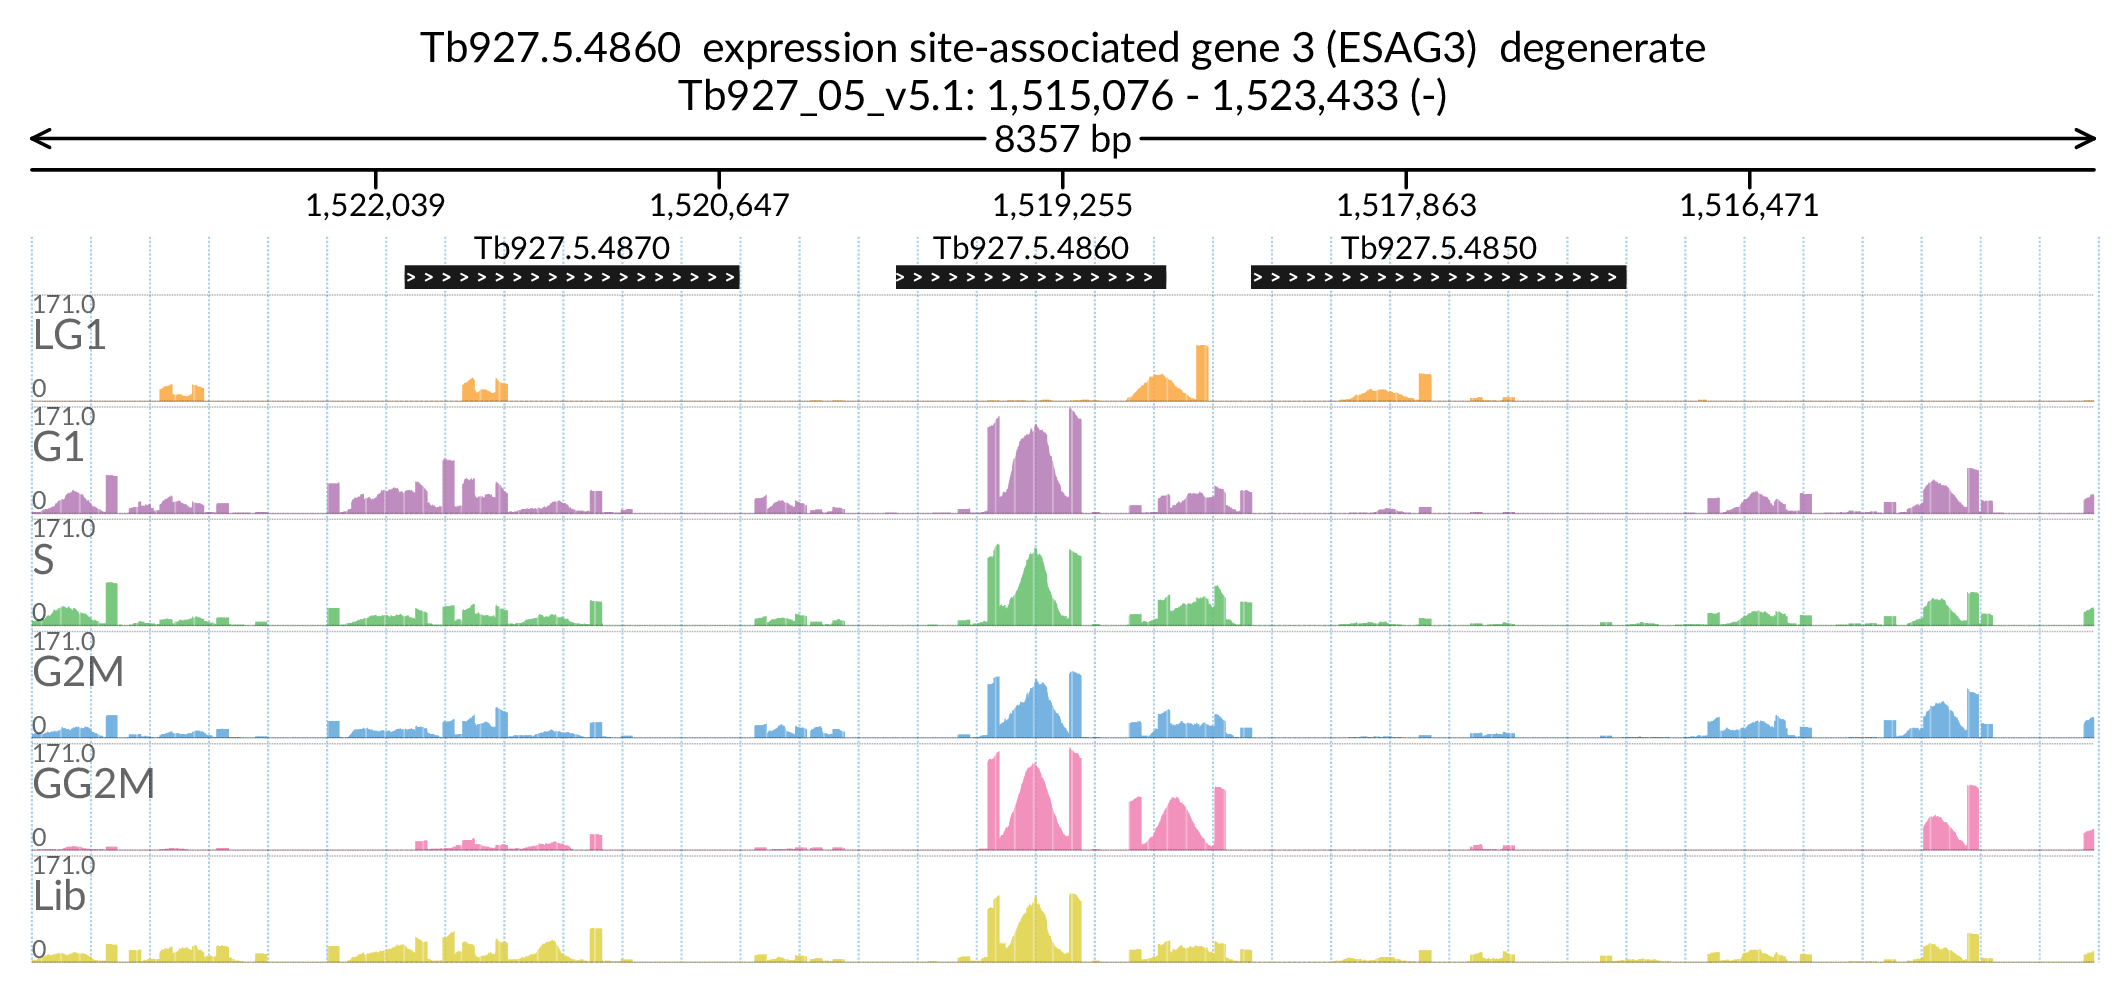 Tb927.5.4860 expression site-associated gene 3 (ESAG3) degenerate
Tb927_05_v5.1: 1,515,076 - 1,523,433 (-)
8357 bp
1,522,039 1,520,647 1,519,255 1,517,863 1,516,471
Tb927.5.4870 Tb927.5.4860 Tb927.5.4850
171.0
LG1
0
171.0
G1
0
171.0
S
0
171.0
G2M
0
171.0
GG2M
0
171.0
Lib
0